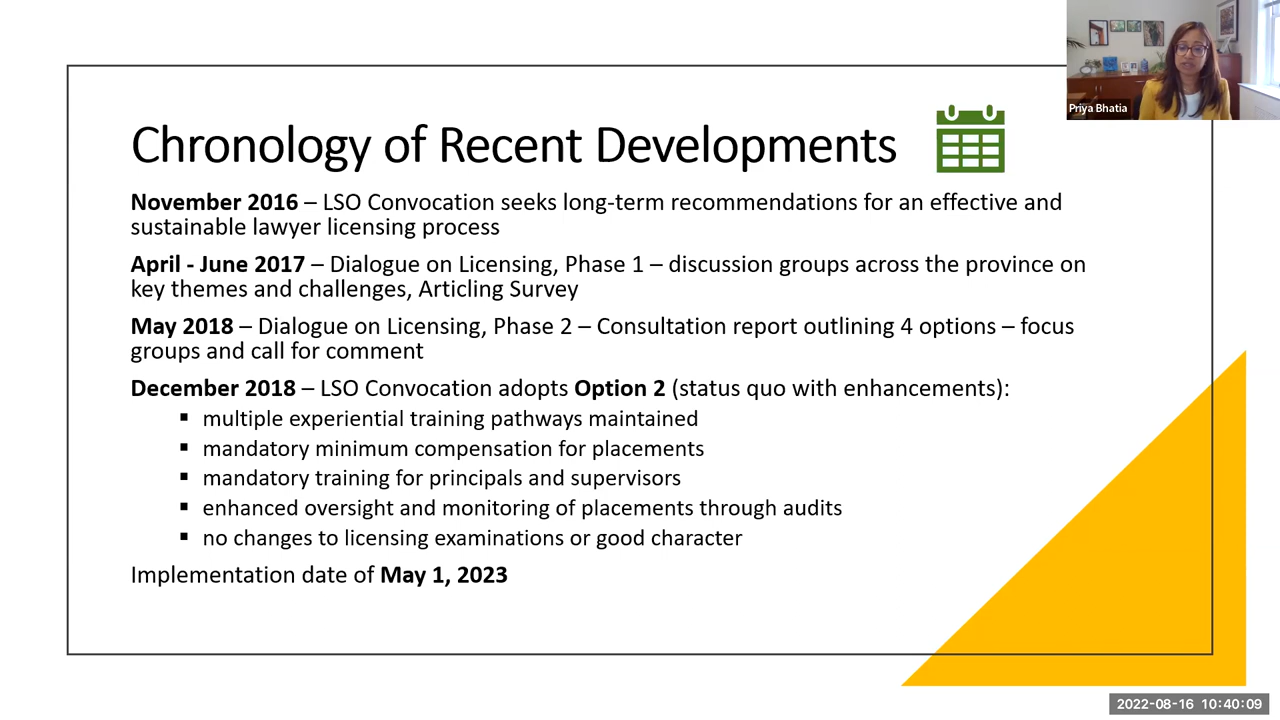 Priya Bhatia
Chronology of Recent Developments
November 2016 – LSO Convocation seeks long-term recommendations for an effective and
sustainable lawyer licensing process
April - June 2017 – Dialogue on Licensing, Phase 1 – discussion groups across the province on
key themes and challenges, Articling Survey
May 2018 – Dialogue on Licensing, Phase 2 – Consultation report outlining 4 options – focus
groups and call for comment
December 2018 – LSO Convocation adopts Option 2 (status quo with enhancements):
▪ multiple experiential training pathways maintained
▪ mandatory minimum compensation for placements
▪ mandatory training for principals and supervisors
▪ enhanced oversight and monitoring of placements through audits
▪ no changes to licensing examinations or good character
Implementation date of May 1, 2023
2022-08-16 10:40:09